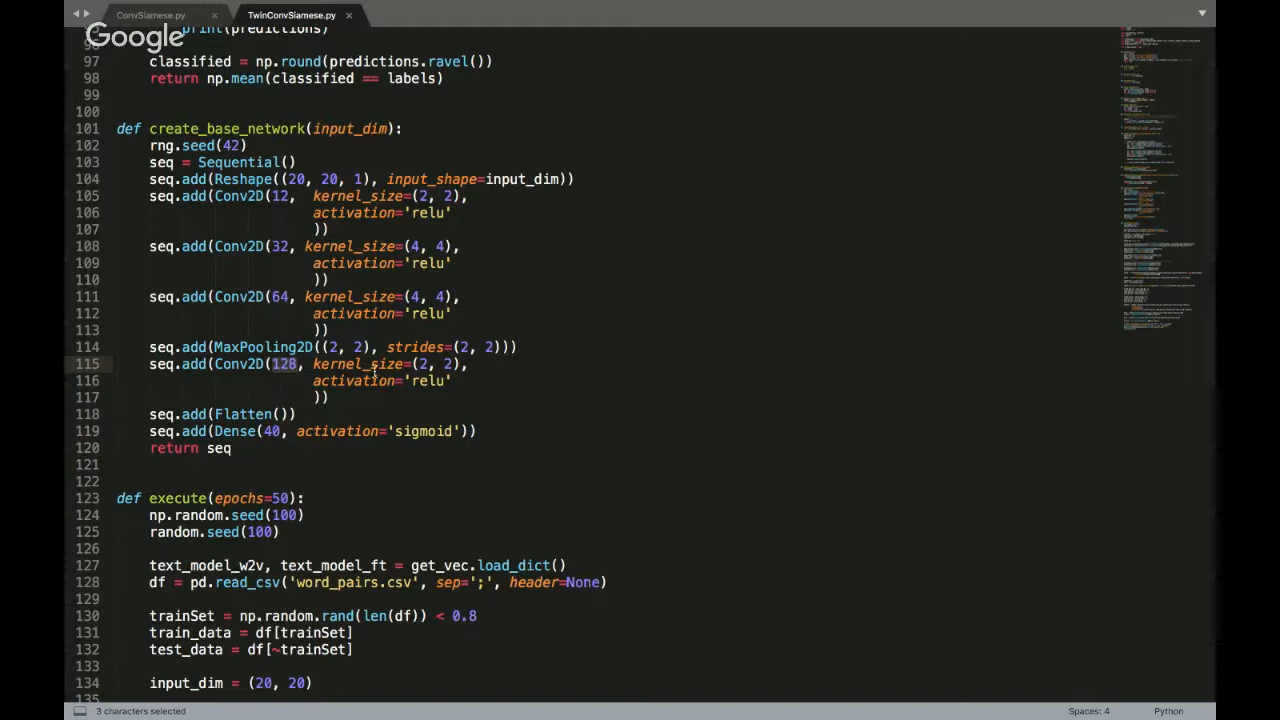 ConvSiamese.py × TwinConvSiamese.py ×
Google
95 print(predictions)
96
97 classified = np.round(predictions.ravel())
98 return np.mean(classified == labels)
99
100
101 def create_base_network(input_dim):
102 rng.seed(42)
103 seq = Sequential()
104 seq.add(Reshape((20, 20, 1), input_shape=input_dim))
105 seq.add(Conv2D(12, kernel_size=(2, 2),
106 activation='relu'
107 ))
108 seq.add(Conv2D(32, kernel_size=(4, 4),
109 activation='relu'
110 ))
111 seq.add(Conv2D(64, kernel_size=(4, 4),
112 activation='relu'
113 ))
114 seq.add(MaxPooling2D((2, 2), strides=(2, 2)))
115 seq.add(Conv2D(128, kernel_size=(2, 2),
116 activation='relu'
117 ))
118 seq.add(Flatten())
119 seq.add(Dense(40, activation='sigmoid'))
120 return seq
121
122
123 def execute(epochs=50):
124 np.random.seed(100)
125 random.seed(100)
126
127 text_model_w2v, text_model_ft = get_vec.load_dict()
128 df = pd.read_csv('word_pairs.csv', sep=';', header=None)
129
130 trainSet = np.random.rand(len(df)) < 0.8
131 train_data = df[trainSet]
132 test_data = df[~trainSet]
133
134 input_dim = (20, 20)
135
3 characters selected Spaces: 4 Python